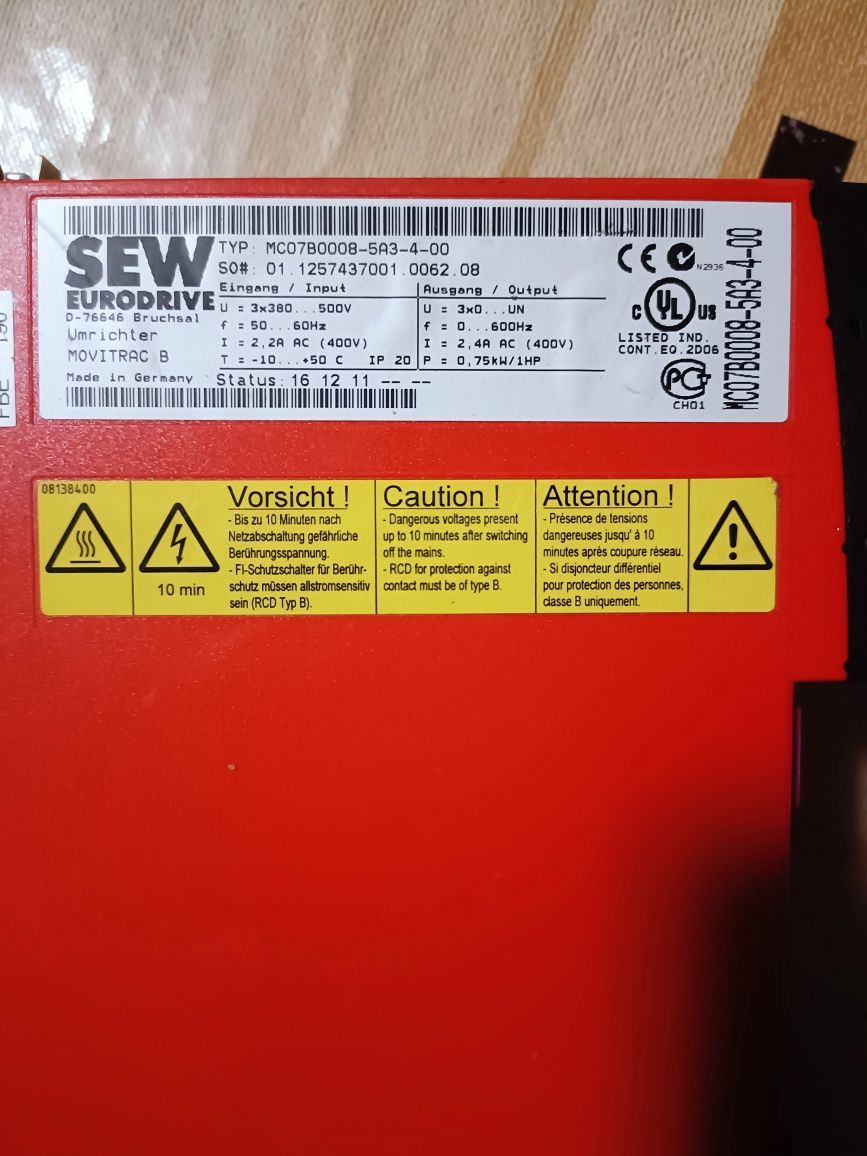 SEW
EURODRIVE
D-76646 Bruchsal
Umrichter
MOVITRAC B
Made in Germany
TYP: MC07B0008-5A3-4-00
SO#: 01.1257437001.0062.08
Eingang / Input
U = 3x380...500V
f = 50...60Hz
I = 2,2A AC (400V)
T = -10...+50 C IP 20
Ausgang / Output
U = 3x0...UN
f = 0...600Hz
I = 2,4A AC (400V)
P = 0,75kW/1HP
Status: 16 12 11 -- --
CE
N2936
C UL US
LISTED IND.
CONT.EQ.2D06
CH01
MC07B0008-5A3-4-00
08138400
10 min
Vorsicht !
- Bis zu 10 Minuten nach
Netzabschaltung gefährliche
Berührungsspannung.
- FI-Schutzschalter für Berühr-
schutz müssen allstromsensitiv
sein (RCD Typ B).
Caution !
- Dangerous voltages present
up to 10 minutes after switching
off the mains.
- RCD for protection against
contact must be of type B.
Attention !
- Présence de tensions
dangereuses jusqu' à 10
minutes après coupure réseau.
- Si disjoncteur différentiel
pour protection des personnes,
classe B uniquement.